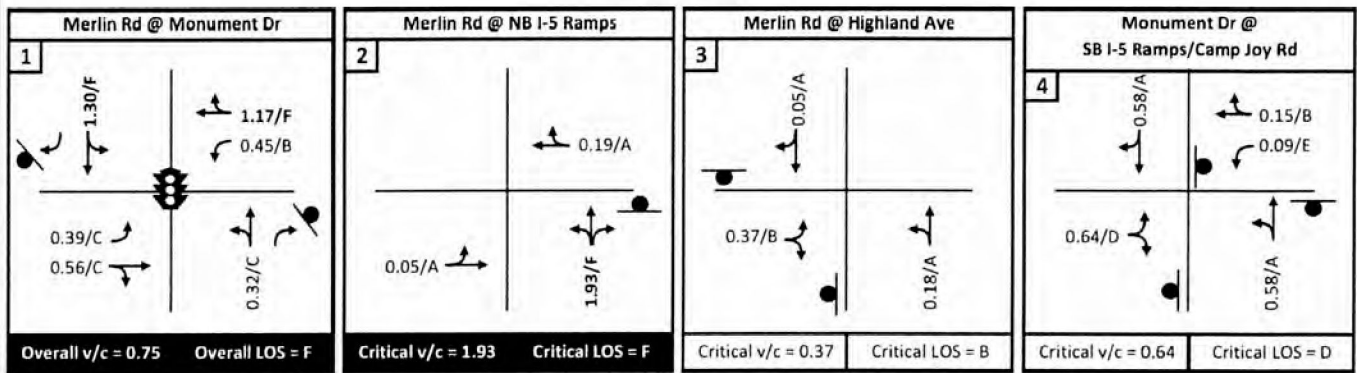 Merlin Rd @ Monument Dr
1
1.30/F
1.17/F
0.45/B
0.39/C
0.56/C
0.32/C
Overall v/c = 0.75 Overall LOS = F
Merlin Rd @ NB I-5 Ramps
2
0.19/A
0.05/A
1.93/F
Critical v/c = 1.93 Critical LOS = F
Merlin Rd @ Highland Ave
3
0.05/A
0.37/B
0.18/A
Critical v/c = 0.37 Critical LOS = B
Monument Dr @
SB I-5 Ramps/Camp Joy Rd
4
0.58/A
0.15/B
0.09/E
0.64/D
0.58/A
Critical v/c = 0.64 Critical LOS = D